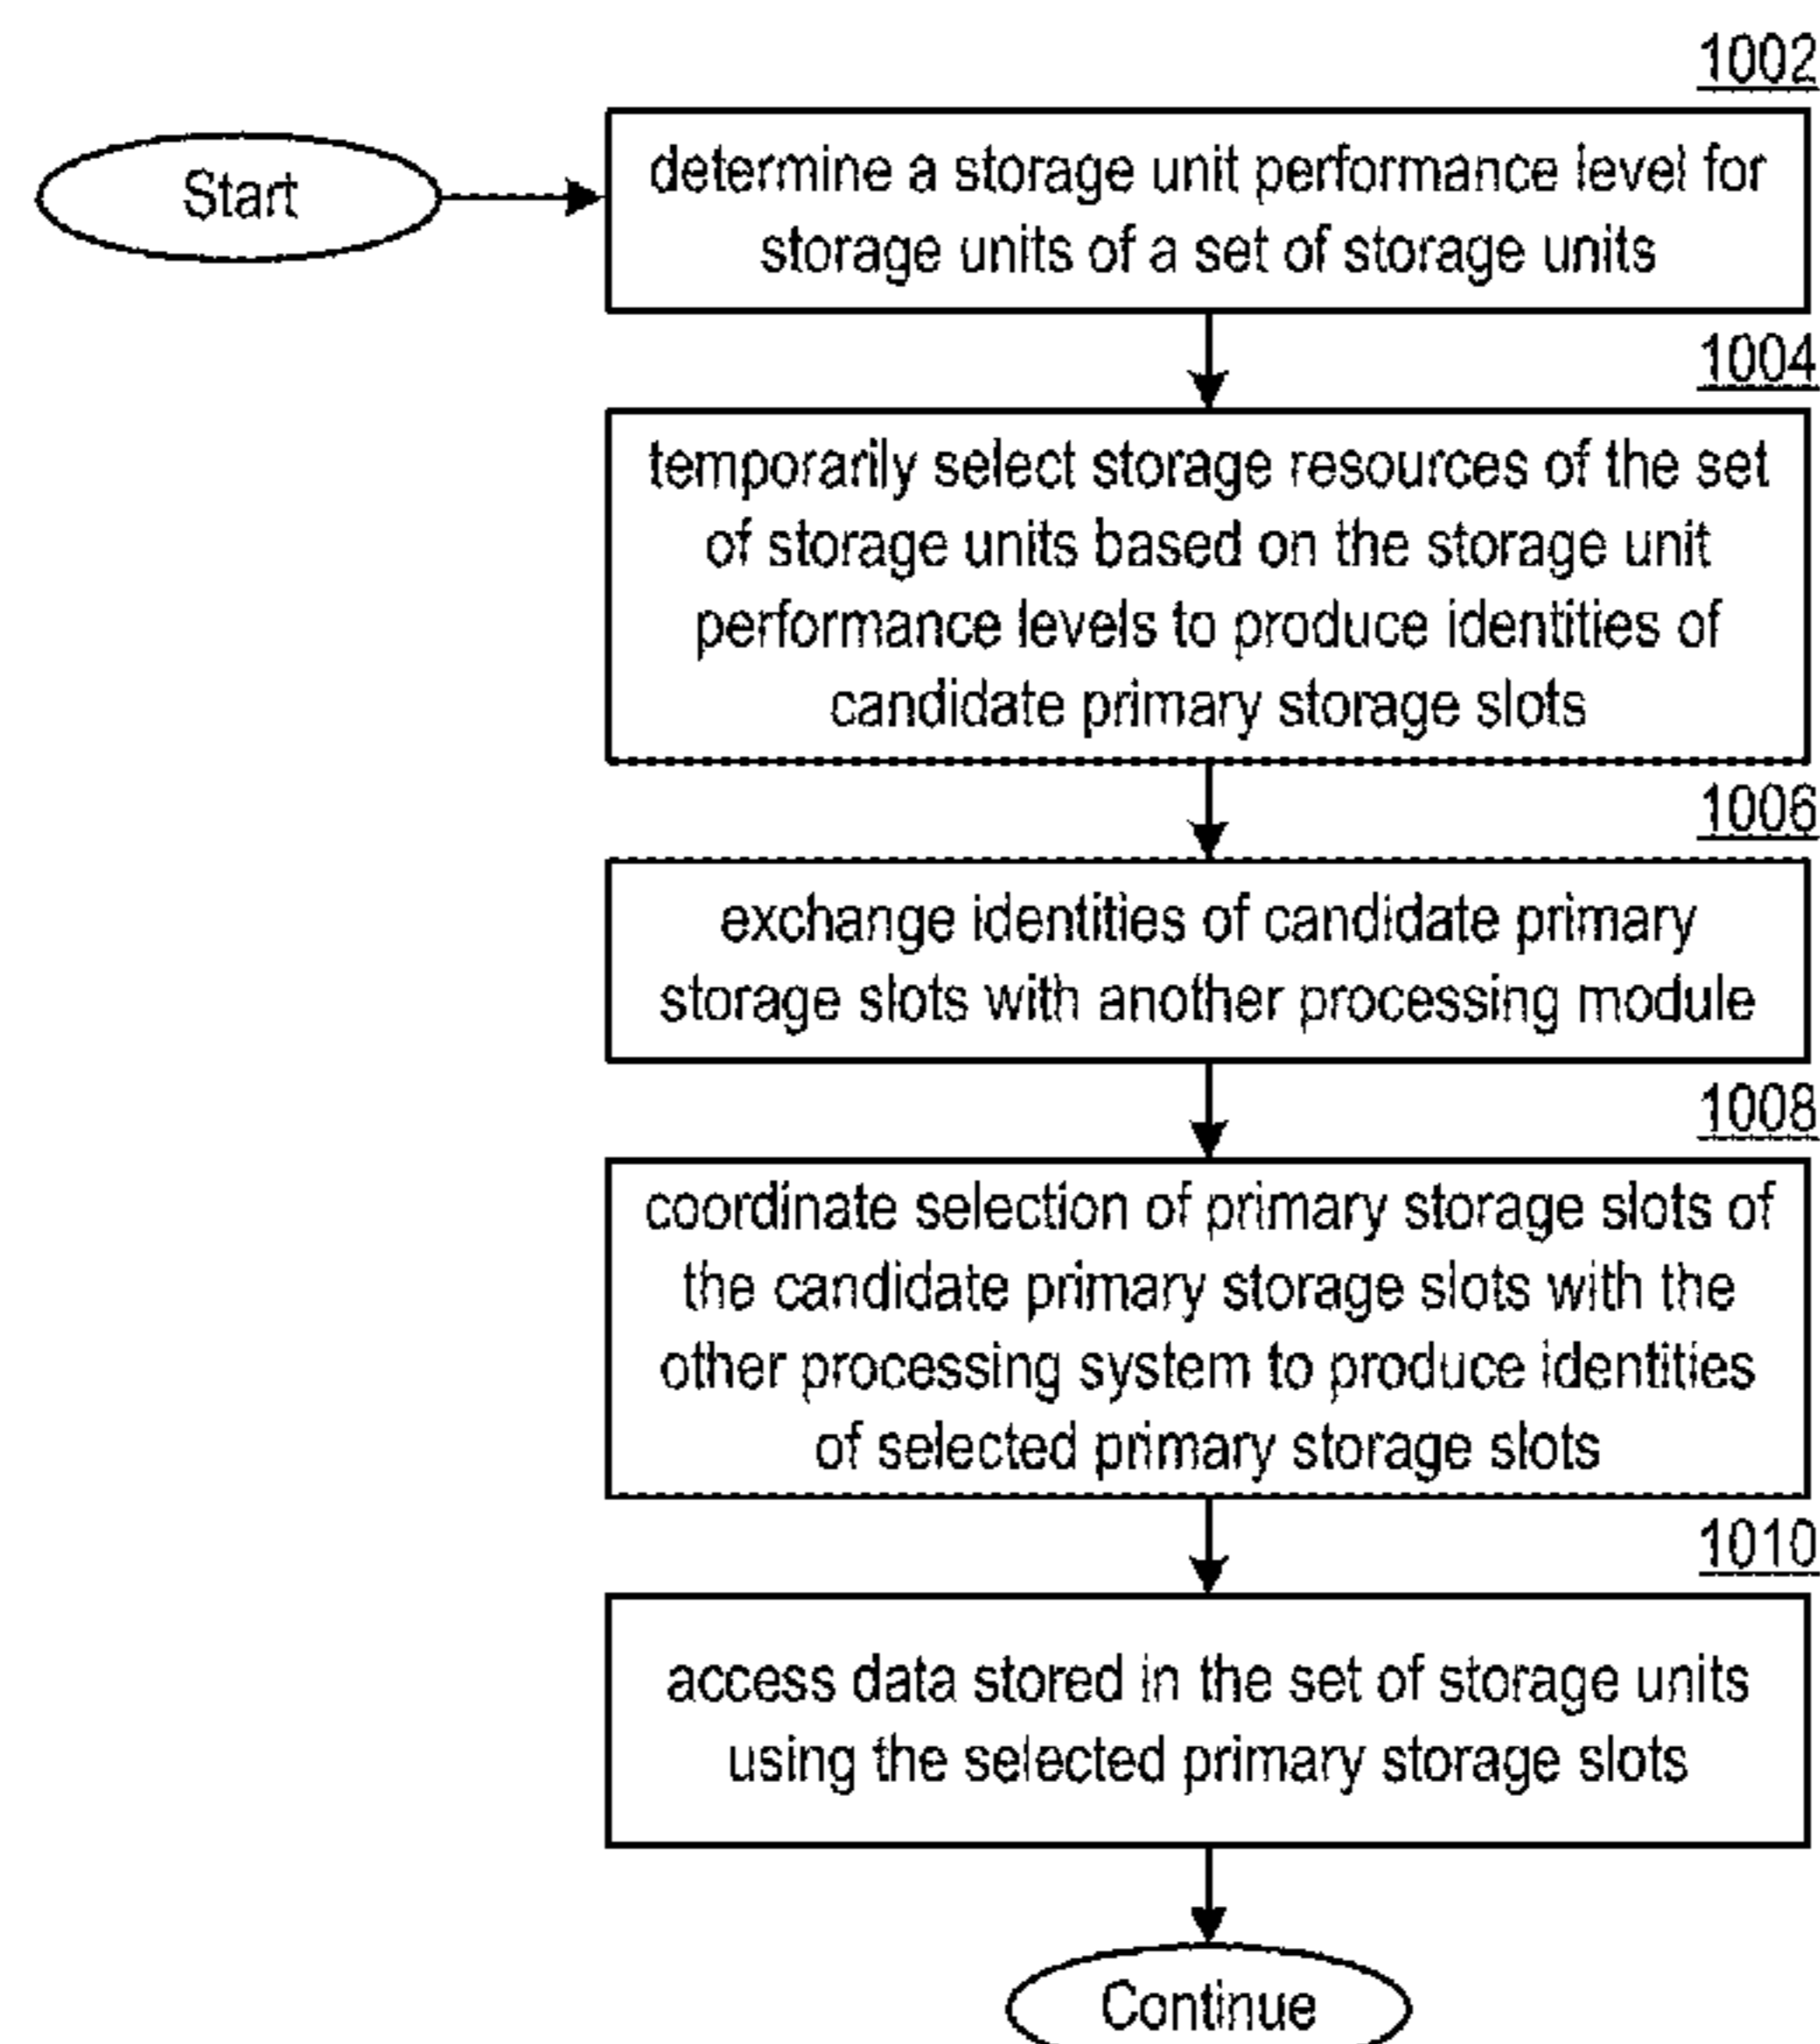 1002
Start
determine a storage unit performance level for
storage units of a set of storage units
1004
temporarily select storage resources of the set
of storage units based on the storage unit
performance levels to produce identities of
candidate primary storage slots
1006
exchange identities of candidate primary
storage slots with another processing module
1008
coordinate selection of primary storage slots of
the candidate primary storage slots with the
other processing system to produce identities
of selected primary storage slots
1010
access data stored in the set of storage units
using the selected primary storage slots
Continue